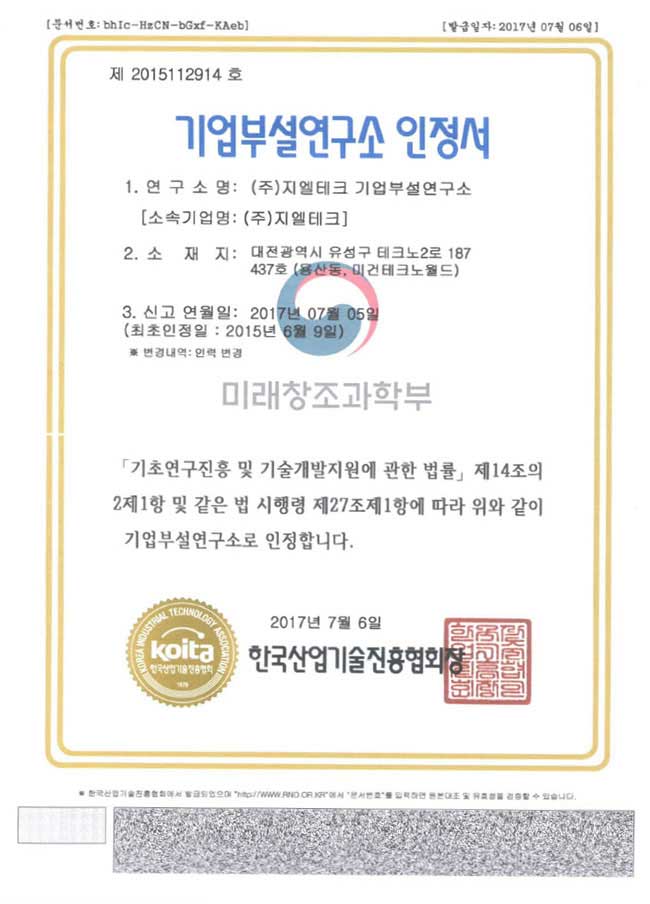 [문서번호: bhIc-HzCN-bGxf-KAeb]
[발급일자: 2017년 07월 06일]
제 2015112914 호
기업부설연구소 인정서
1. 연 구 소 명: (주)지엘테크 기업부설연구소
[소속기업명: (주)지엘테크]
2. 소 재 지: 대전광역시 유성구 테크노2로 187
437호 (용산동, 미건테크노월드)
3. 신고 연월일: 2017년 07월 05일
(최초인정일 : 2015년 6월 9일)
※ 변경내역: 인력 변경
미래창조과학부
「기초연구진흥 및 기술개발지원에 관한 법률」 제14조의
2제1항 및 같은 법 시행령 제27조제1항에 따라 위와 같이
기업부설연구소로 인정합니다.
2017년 7월 6일
한국산업기술진흥협회장
KOREA INDUSTRIAL TECHNOLOGY ASSOCIATION
koita
한국산업기술진흥협회
1979
※ 한국산업기술진흥협회에서 발급되었으며 "http://WWW.RND.OR.KR"에서 "문서번호"를 입력하면 원본대조 및 유효성을 검증할 수 있습니다.